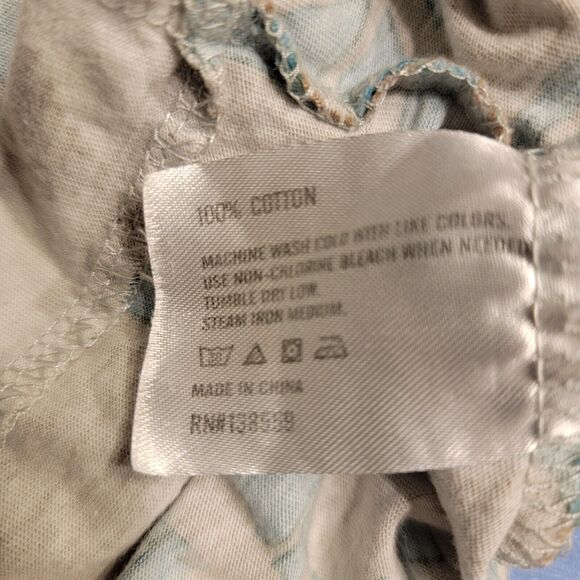 100% COTTON
MACHINE WASH COLD WITH LIKE COLORS.
USE NON-CHLORINE BLEACH WHEN NEEDED
TUMBLE DRY LOW.
STEAM IRON MEDIUM.
MADE IN CHINA